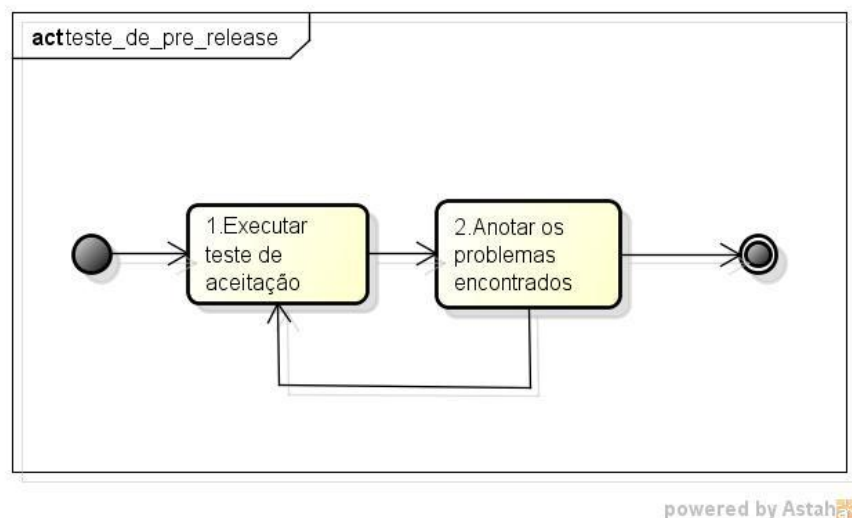 act teste_de_pre_release
1.Executar
teste de
aceitação
2.Anotar os
problemas
encontrados
powered by Astah